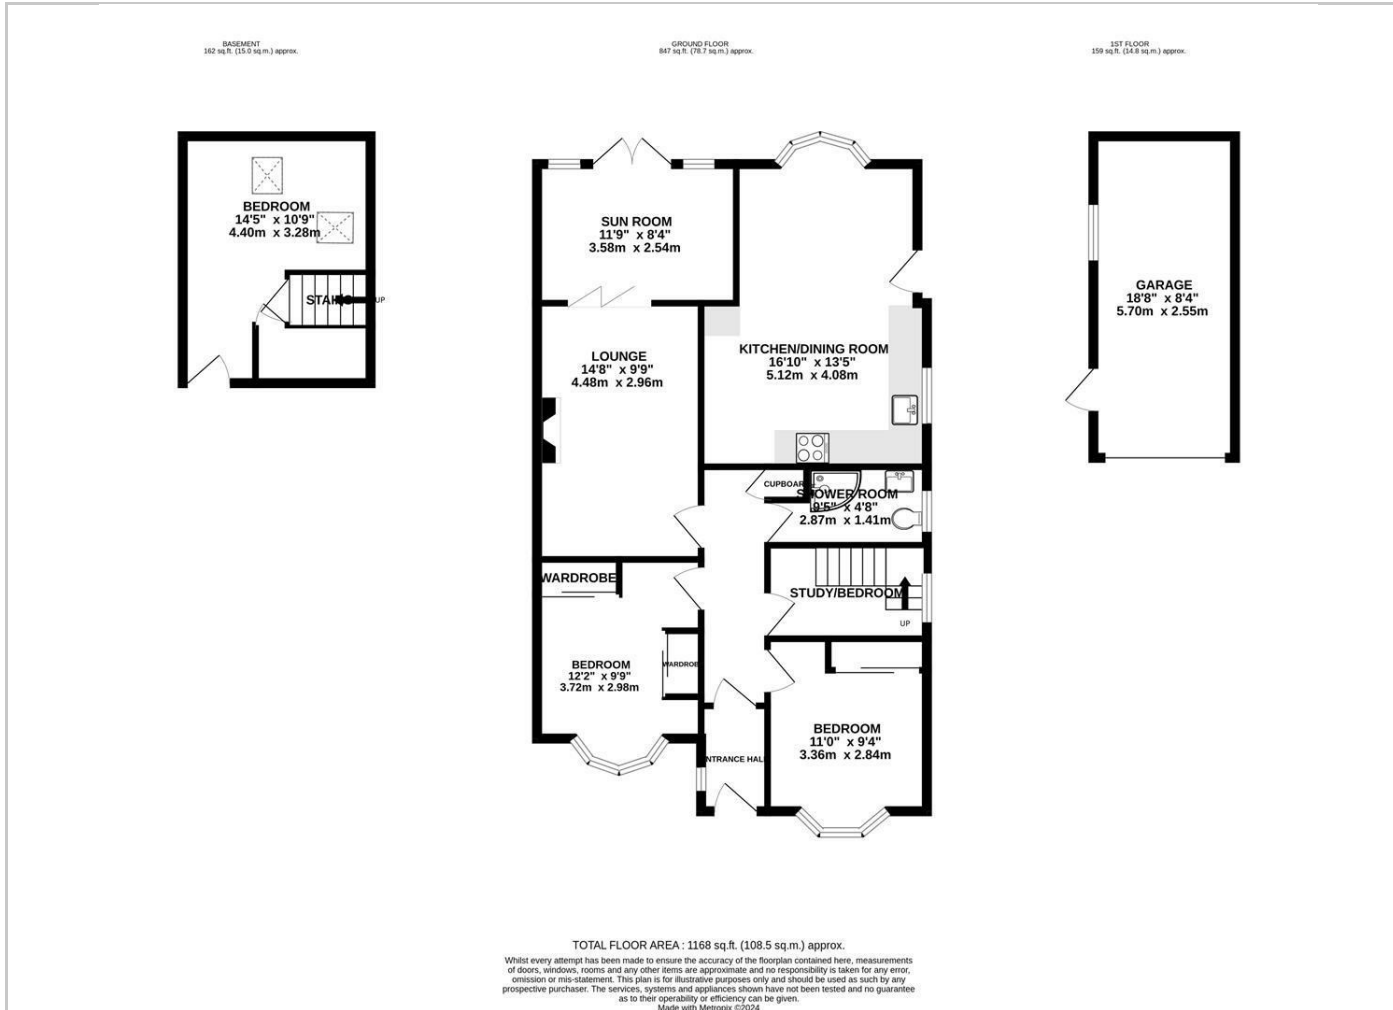 BASEMENT
162 sq.ft. (15.0 sq.m.) approx.
GROUND FLOOR
847 sq.ft. (78.7 sq.m.) approx.
1ST FLOOR
159 sq.ft. (14.8 sq.m.) approx.
BEDROOM
14'5" x 10'9"
4.40m x 3.28m
STAIRS
UP
SUN ROOM
11'9" x 8'4"
3.58m x 2.54m
LOUNGE
14'8" x 9'9"
4.48m x 2.96m
KITCHEN/DINING ROOM
16'10" x 13'5"
5.12m x 4.08m
CUPBOARD
SHOWER ROOM
9'5" x 4'8"
2.87m x 1.41m
WARDROBE
STUDY/BEDROOM
UP
BEDROOM
12'2" x 9'9"
3.72m x 2.98m
WARDROBE
BEDROOM
11'0" x 9'4"
3.36m x 2.84m
ENTRANCE HALL
GARAGE
18'8" x 8'4"
5.70m x 2.55m
TOTAL FLOOR AREA : 1168 sq.ft. (108.5 sq.m.) approx.
Whilst every attempt has been made to ensure the accuracy of the floorplan contained here, measurements
of doors, windows, rooms and any other items are approximate and no responsibility is taken for any error,
omission or mis-statement. This plan is for illustrative purposes only and should be used as such by any
prospective purchaser. The services, systems and appliances shown have not been tested and no guarantee
as to their operability or efficiency can be given.
Made with Metropix ©2024